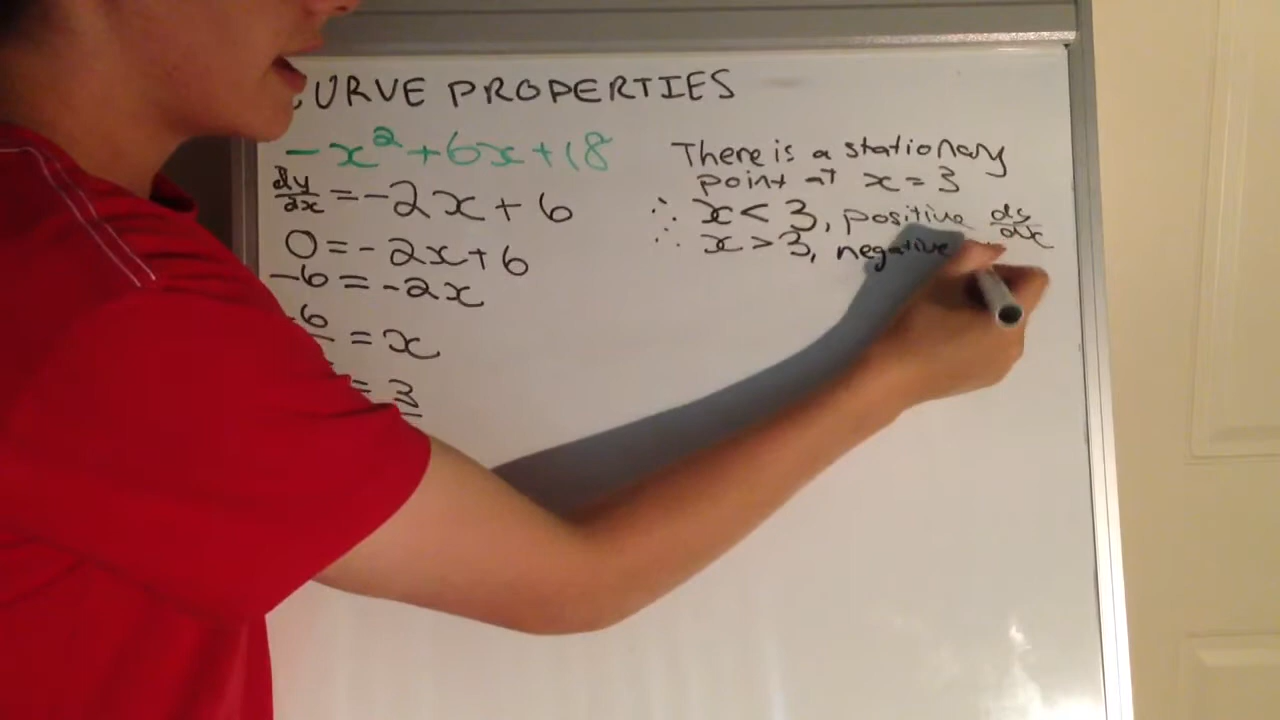 CURVE PROPERTIES
-x²+6x+18
dy/dx = -2x+6
0 = -2x+6
-6 = -2x
-6 = x
= 3
There is a stationary
point at x = 3
∴ x < 3, positive dy/dx
∴ x > 3, negative